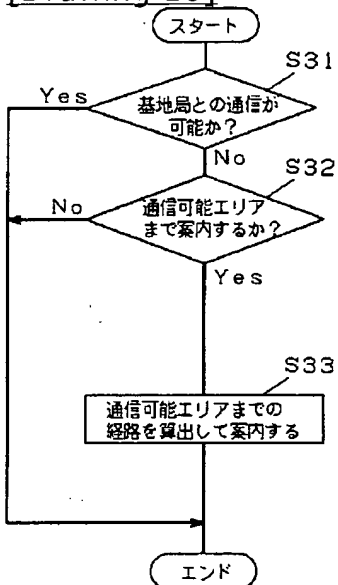 スタート
S31
Yes
基地局との通信が
可能か？
No
S32
No
通信可能エリア
まで案内するか？
Yes
S33
通信可能エリアまでの
経路を算出して案内する
エンド